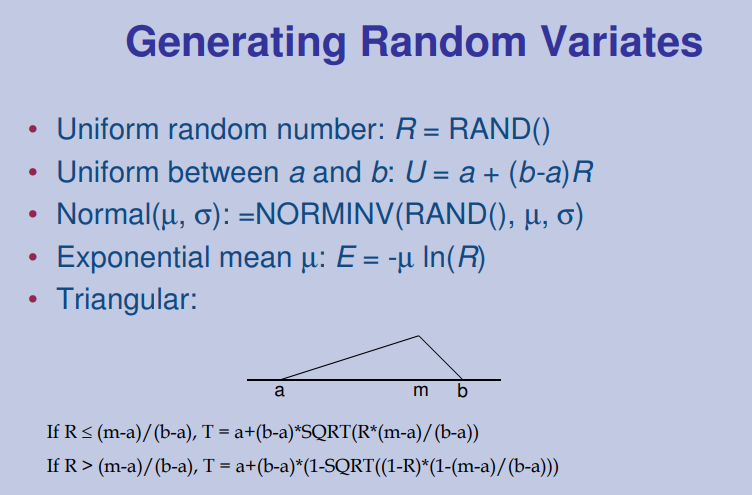 Generating Random Variates
• Uniform random number: R = RAND()
• Uniform between a and b: U = a + (b-a)R
• Normal(μ, σ): =NORMINV(RAND(), μ, σ)
• Exponential mean μ: E = -μ ln(R)
• Triangular:
a m b
If R ≤ (m-a)/(b-a), T = a+(b-a)*SQRT(R*(m-a)/(b-a))
If R > (m-a)/(b-a), T = a+(b-a)*(1-SQRT((1-R)*(1-(m-a)/(b-a)))